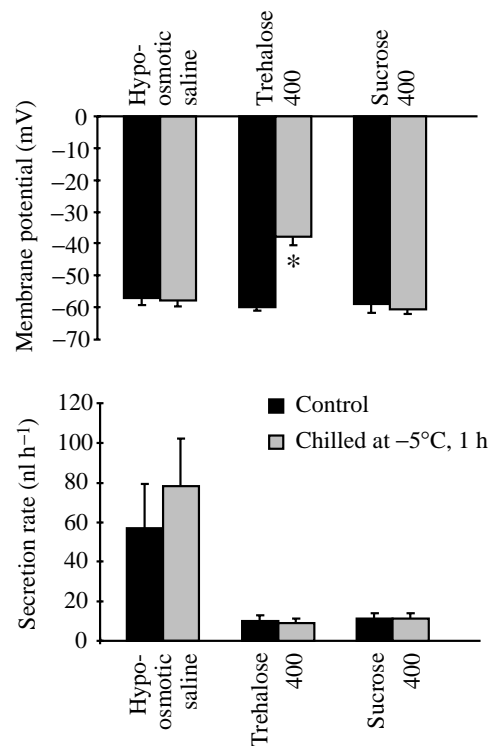 Hypo-
osmotic
saline
Trehalose
400
Sucrose
400
Membrane potential (mV)
0
−10
−20
−30
−40
−50
−60
−70
*
Secretion rate (nl h⁻¹)
120
100
80
60
40
20
0
Control
Chilled at −5°C, 1 h
Hypo-
osmotic
saline
Trehalose
400
Sucrose
400